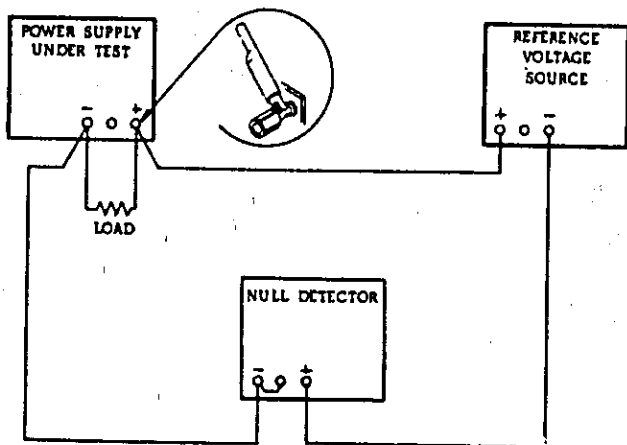 POWER SUPPLY
UNDER TEST
- +
REFERENCE
VOLTAGE
SOURCE
+ -
LOAD
NULL DETECTOR
- +